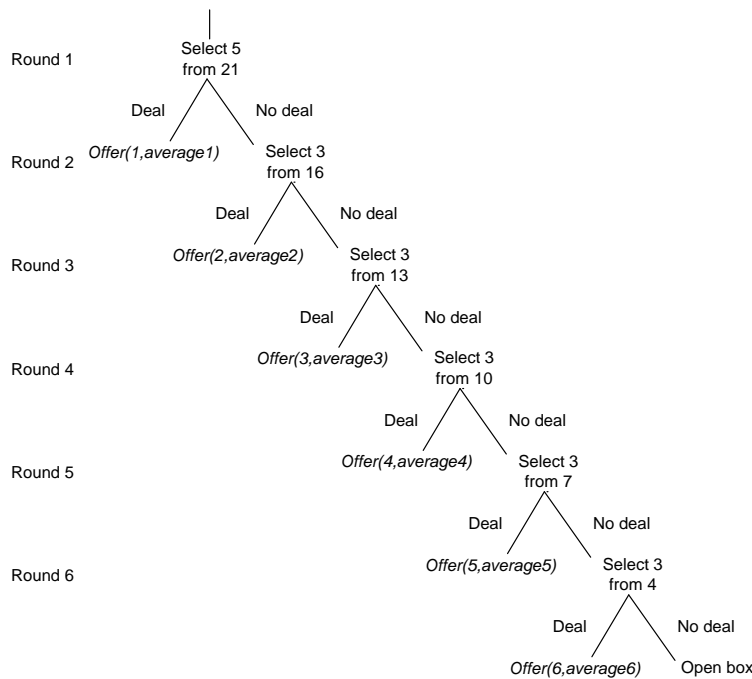 Round 1
Select 5
from 21
Deal
No deal
Round 2
Offer(1,average1)
Select 3
from 16
Deal
No deal
Round 3
Offer(2,average2)
Select 3
from 13
Deal
No deal
Round 4
Offer(3,average3)
Select 3
from 10
Deal
No deal
Round 5
Offer(4,average4)
Select 3
from 7
Deal
No deal
Round 6
Offer(5,average5)
Select 3
from 4
Deal
No deal
Offer(6,average6)
Open box